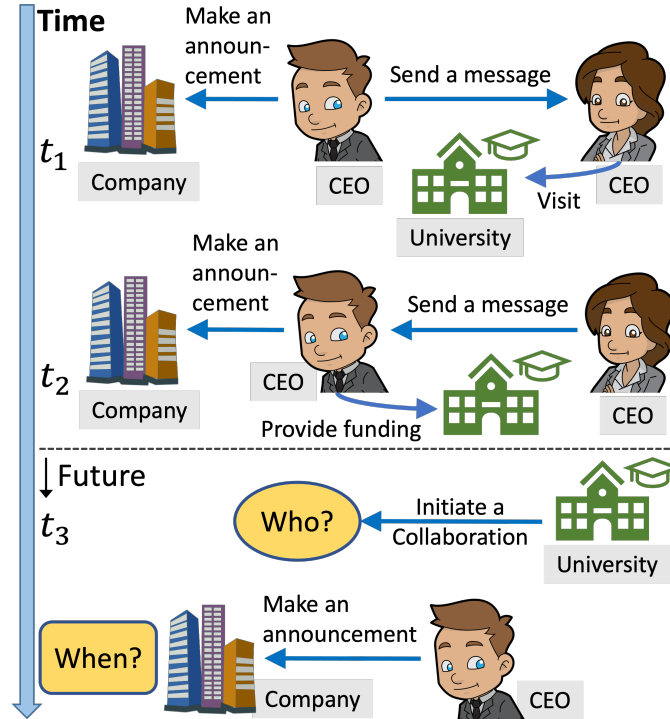 Time
Make an
announ-
cement
Send a message
t₁
Company
CEO
University
Visit
CEO
Make an
announ-
cement
Send a message
t₂
Company
CEO
Provide funding
CEO
Future
t₃
Who?
Initiate a
Collaboration
University
When?
Make an
announcement
Company
CEO